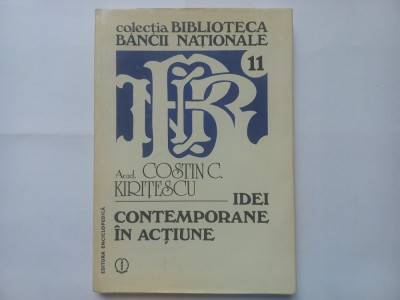 colecția BIBLIOTECA
BĂNCII NAȚIONALE
11
Acad. COSTIN C.
KIRIȚESCU
IDEI
CONTEMPORANE
ÎN ACȚIUNE
EDITURA ENCICLOPEDICĂ